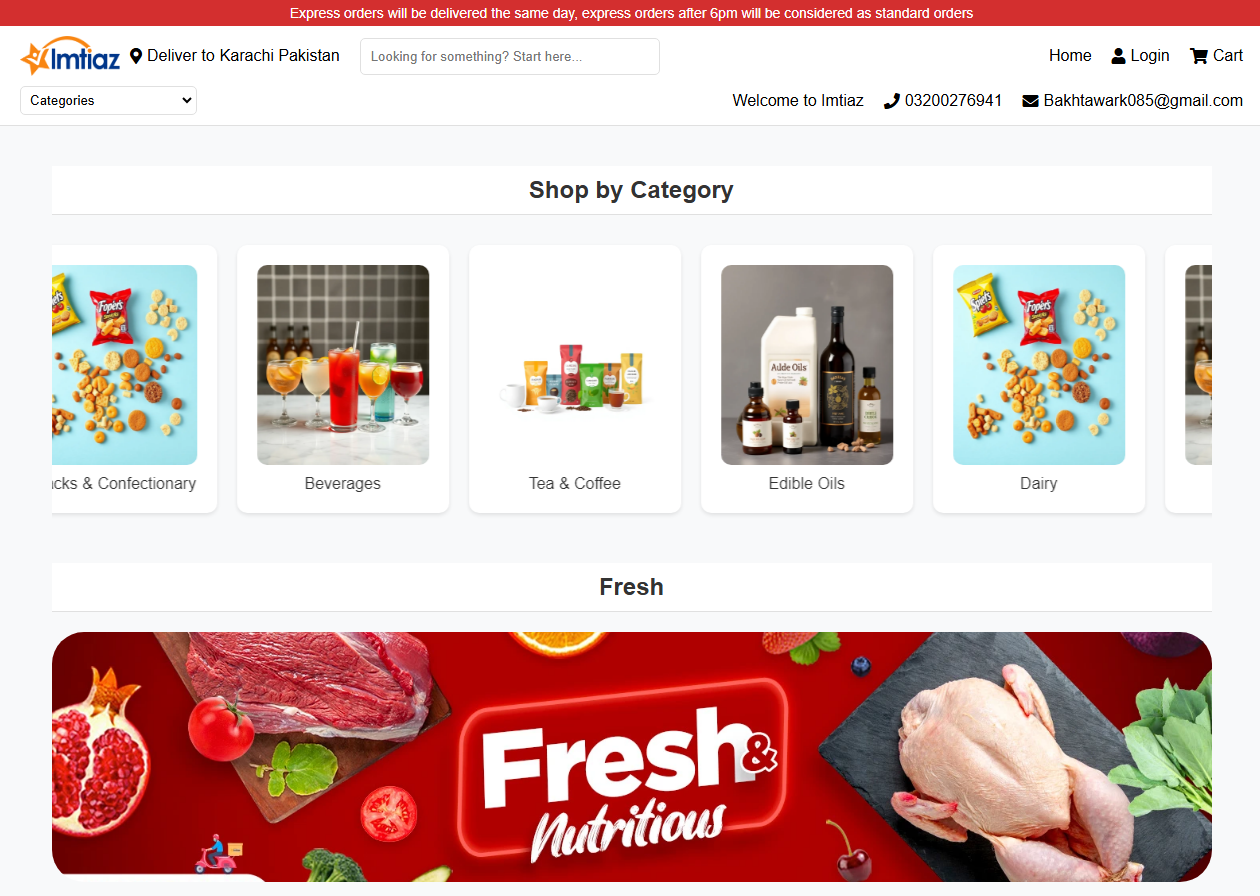 Express orders will be delivered the same day, express orders after 6pm will be considered as standard orders
Imtiaz Deliver to Karachi Pakistan Looking for something? Start here... Home Login Cart
Categories Welcome to Imtiaz 03200276941 Bakhtawark085@gmail.com
Shop by Category
Fopers
Aulde Oils
Fopers
cks & Confectionary Beverages Tea & Coffee Edible Oils Dairy
Fresh
Fresh &
Nutritious